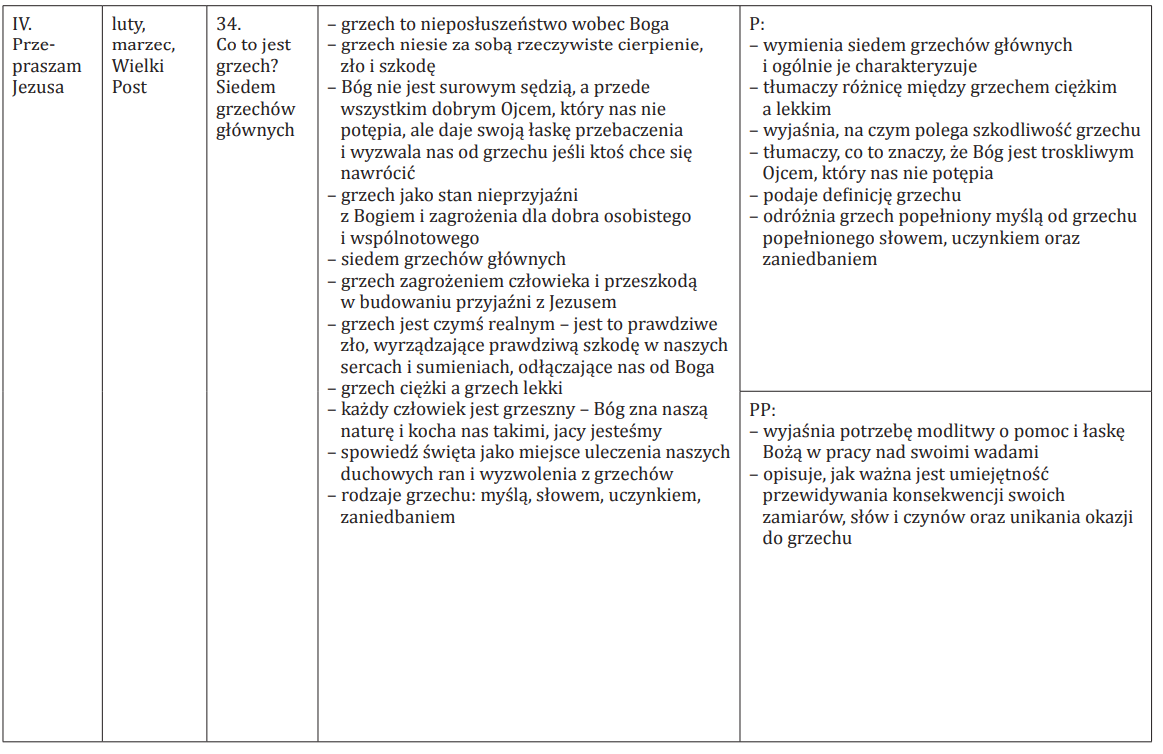 IV.
Prze-
praszam
Jezusa
luty,
marzec,
Wielki
Post
34.
Co to jest
grzech?
Siedem
grzechów
głównych
– grzech to nieposłuszeństwo wobec Boga
– grzech niesie za sobą rzeczywiste cierpienie,
zło i szkodę
– Bóg nie jest surowym sędzią, a przede
wszystkim dobrym Ojcem, który nas nie
potępia, ale daje swoją łaskę przebaczenia
i wyzwala nas od grzechu jeśli ktoś chce się
nawrócić
– grzech jako stan nieprzyjaźni
z Bogiem i zagrożenia dla dobra osobistego
i wspólnotowego
– siedem grzechów głównych
– grzech zagrożeniem człowieka i przeszkodą
w budowaniu przyjaźni z Jezusem
– grzech jest czymś realnym – jest to prawdziwe
zło, wyrządzające prawdziwą szkodę w naszych
sercach i sumieniach, odłączające nas od Boga
– grzech ciężki a grzech lekki
– każdy człowiek jest grzeszny – Bóg zna naszą
naturę i kocha nas takimi, jacy jesteśmy
– spowiedź święta jako miejsce uleczenia naszych
duchowych ran i wyzwolenia z grzechów
– rodzaje grzechu: myślą, słowem, uczynkiem,
zaniedbaniem
P:
– wymienia siedem grzechów głównych
i ogólnie je charakteryzuje
– tłumaczy różnicę między grzechem ciężkim
a lekkim
– wyjaśnia, na czym polega szkodliwość grzechu
– tłumaczy, co to znaczy, że Bóg jest troskliwym
Ojcem, który nas nie potępia
– podaje definicję grzechu
– odróżnia grzech popełniony myślą od grzechu
popełnionego słowem, uczynkiem oraz
zaniedbaniem
PP:
– wyjaśnia potrzebę modlitwy o pomoc i łaskę
Bożą w pracy nad swoimi wadami
– opisuje, jak ważna jest umiejętność
przewidywania konsekwencji swoich
zamiarów, słów i czynów oraz unikania okazji
do grzechu